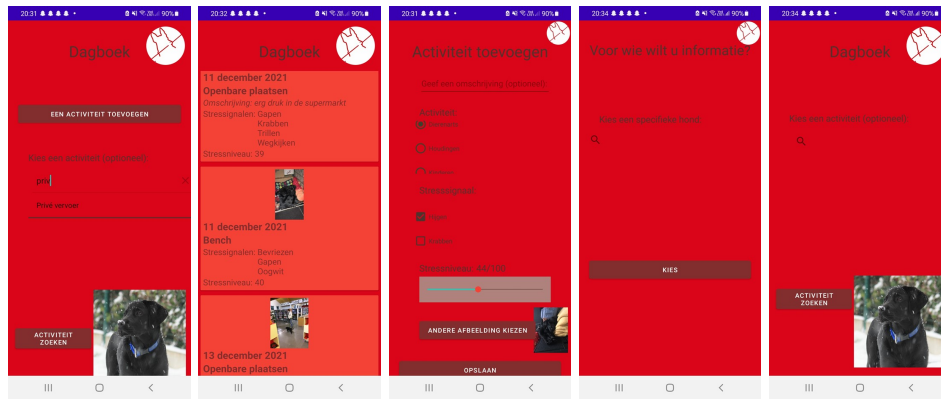 20:31
90%
Dagboek
EEN ACTIVITEIT TOEVOEGEN
Kies een activiteit (optioneel):
priv
Privé vervoer
ACTIVITEIT
ZOEKEN
20:32
90%
Dagboek
11 december 2021
Openbare plaatsen
Omschrijving: erg druk in de supermarkt
Stressignalen: Gapen
Krabben
Trillen
Wegkijken
Stressniveau: 39
11 december 2021
Bench
Stressignalen: Bevriezen
Gapen
Oogwit
Stressniveau: 40
13 december 2021
Openbare plaatsen
20:31
90%
Activiteit toevoegen
Geef een omschrijving (optioneel)
Activiteit
Stressignalen
Stressniveau: 44/100
ANDERE AFBEELDING KIEZEN
OPSLAAN
20:34
90%
Voor wie wilt u informatie?
Kies een specifieke hond:
KIES
20:34
90%
Dagboek
Kies een activiteit (optioneel):
ACTIVITEIT
ZOEKEN